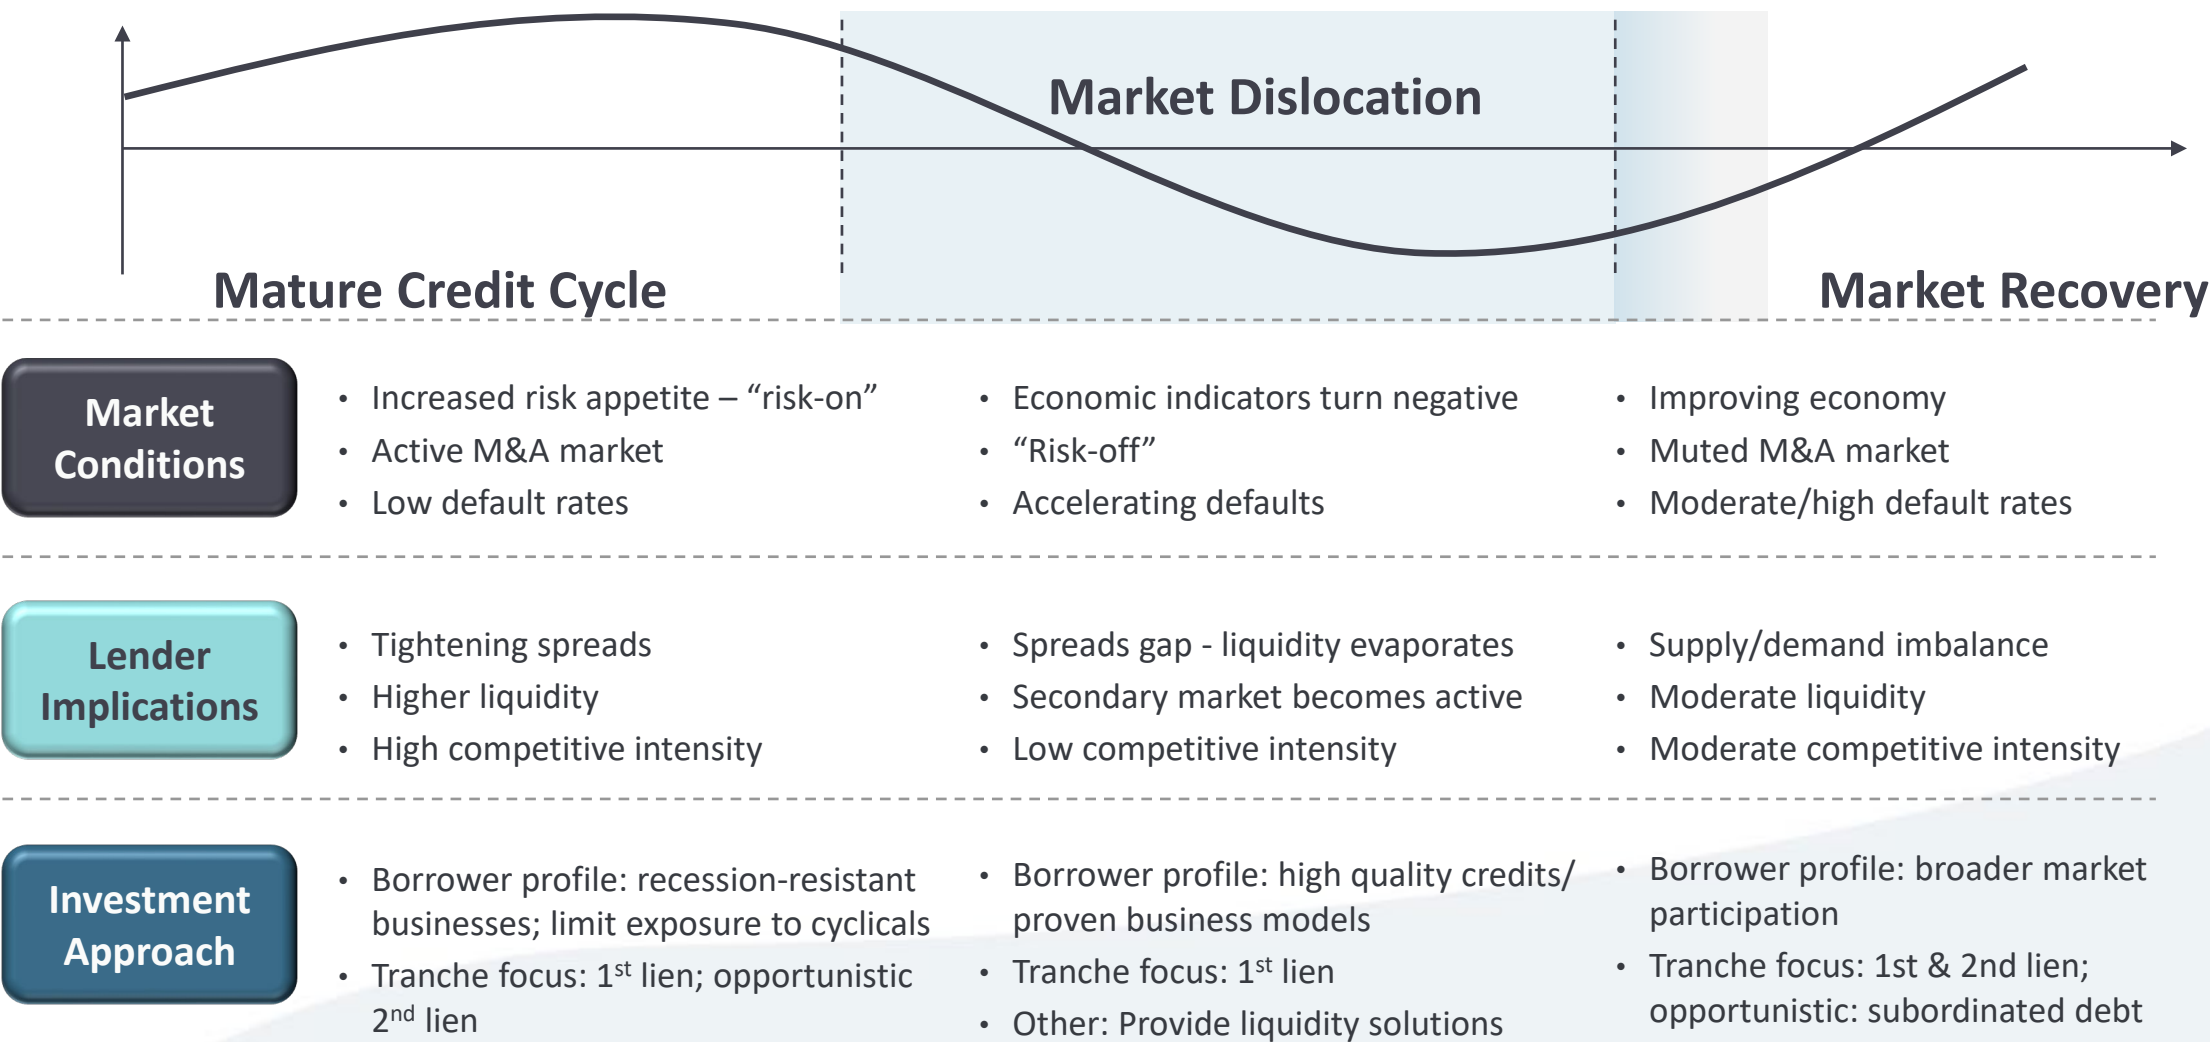 Market Dislocation
Mature Credit Cycle
Market Recovery
Market
Conditions
• Increased risk appetite – “risk-on”
• Active M&A market
• Low default rates
• Economic indicators turn negative
• “Risk-off”
• Accelerating defaults
• Improving economy
• Muted M&A market
• Moderate/high default rates
Lender
Implications
• Tightening spreads
• Higher liquidity
• High competitive intensity
• Spreads gap - liquidity evaporates
• Secondary market becomes active
• Low competitive intensity
• Supply/demand imbalance
• Moderate liquidity
• Moderate competitive intensity
Investment
Approach
• Borrower profile: recession-resistant
businesses; limit exposure to cyclicals
• Tranche focus: 1st lien; opportunistic
2nd lien
• Borrower profile: high quality credits/
proven business models
• Tranche focus: 1st lien
• Other: Provide liquidity solutions
• Borrower profile: broader market
participation
• Tranche focus: 1st & 2nd lien;
opportunistic: subordinated debt